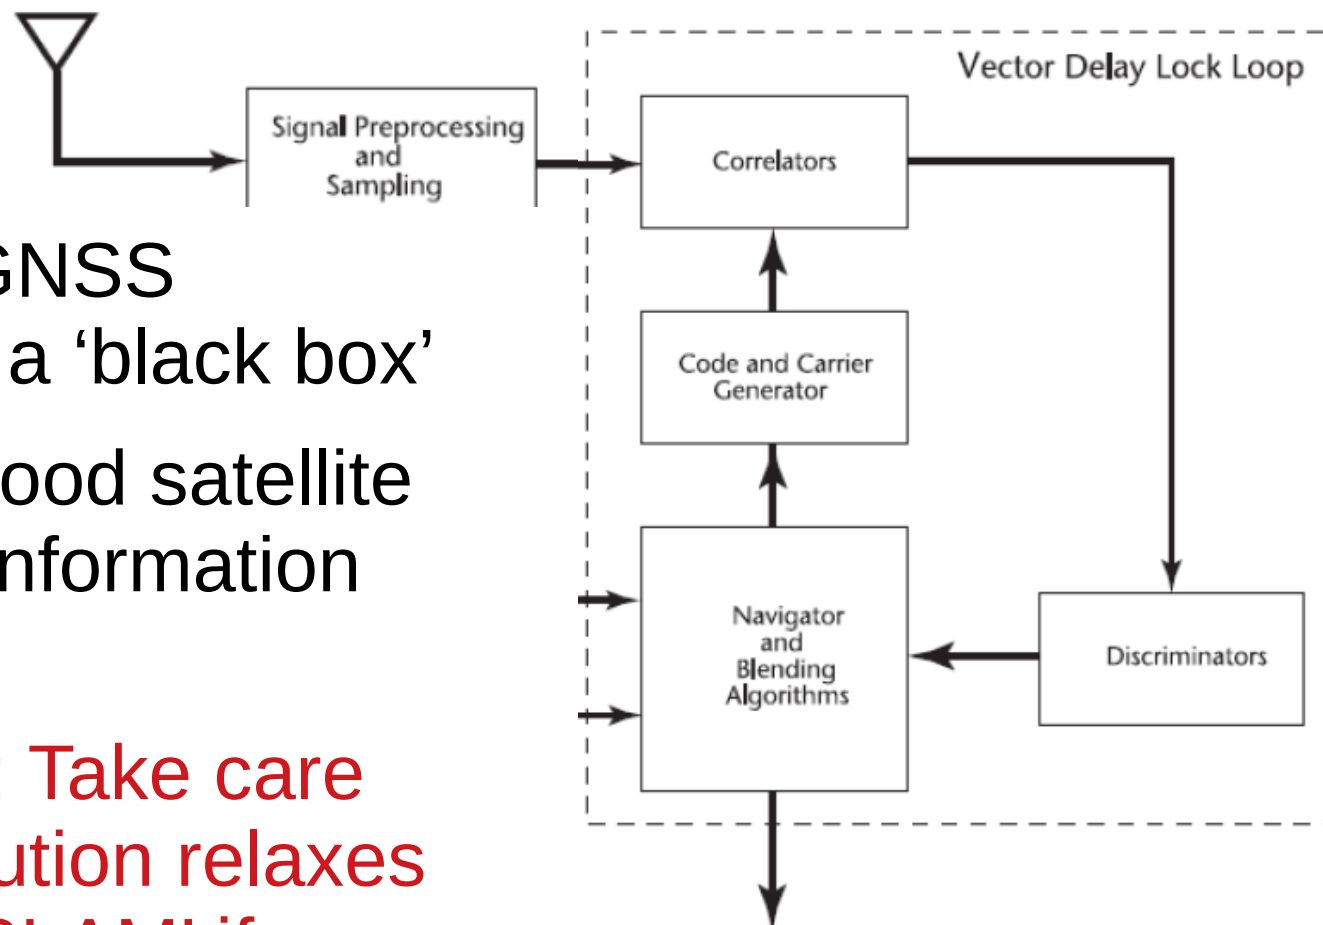 Vector Delay Lock Loop
Signal Preprocessing
and
Sampling
Correlators
GNSS
a ‘black box’
Code and Carrier
Generator
ood satellite
nformation
Navigator
and
Blending
Algorithms
Discriminators
Take care
ution relaxes